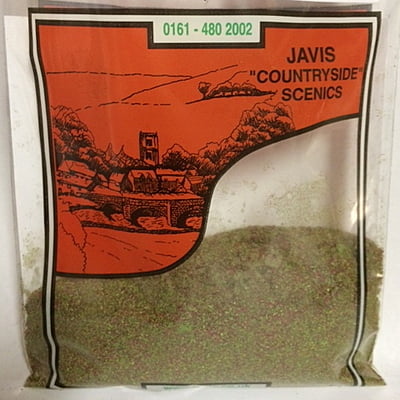 0161 - 480 2002
JAVIS
"COUNTRYSIDE"
SCENICS